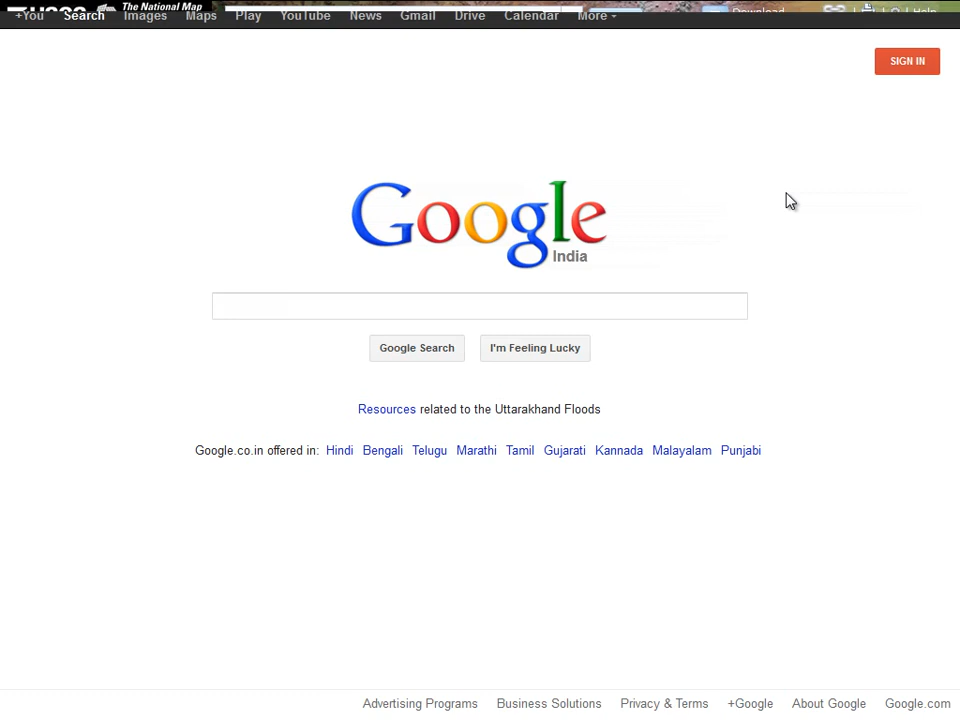 The National Map
Download Help
+You Search Images Maps Play YouTube News Gmail Drive Calendar More
SIGN IN
Google
India
Google Search I'm Feeling Lucky
Resources related to the Uttarakhand Floods
Google.co.in offered in: Hindi Bengali Telugu Marathi Tamil Gujarati Kannada Malayalam Punjabi
Advertising Programs Business Solutions Privacy & Terms +Google About Google Google.com